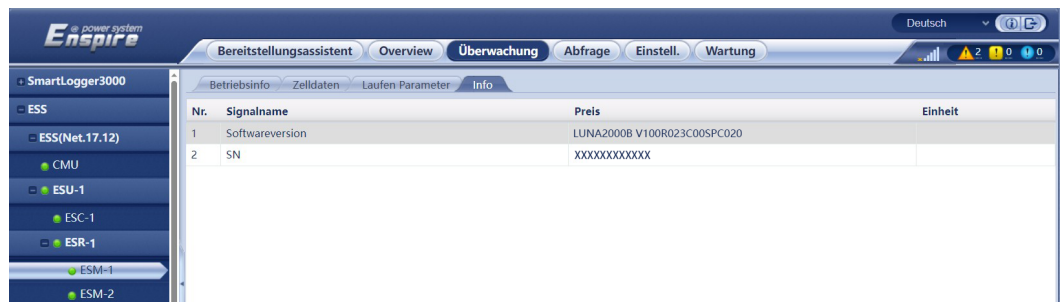 e power system
Enspire
Deutsch
Bereitstellungsassistent Overview Überwachung Abfrage Einstell. Wartung
2 0 0
SmartLogger3000
ESS
ESS(Net.17.12)
CMU
ESU-1
ESC-1
ESR-1
ESM-1
ESM-2
Betriebsinfo Zelldaten Laufen Parameter Info
Nr. Signalname Preis Einheit
1 Softwareversion LUNA2000B V100R023C00SPC020
2 SN XXXXXXXXXXXX